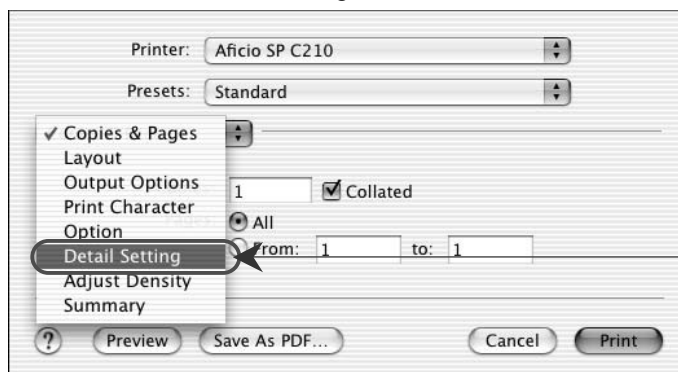 Printer: Aficio SP C210
Presets: Standard
✓ Copies & Pages
Layout
Output Options
1 Collated
Print Character
All
Option
From: 1 to: 1
Detail Setting
Adjust Density
Summary
? Preview Save As PDF... Cancel Print